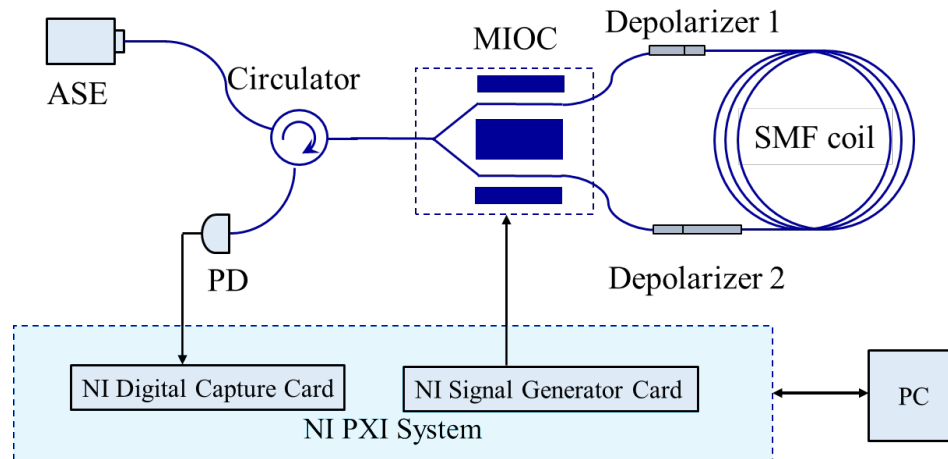 Depolarizer 1
MIOC
ASE
Circulator
SMF coil
PD
Depolarizer 2
NI Digital Capture Card
NI Signal Generator Card
PC
NI PXI System